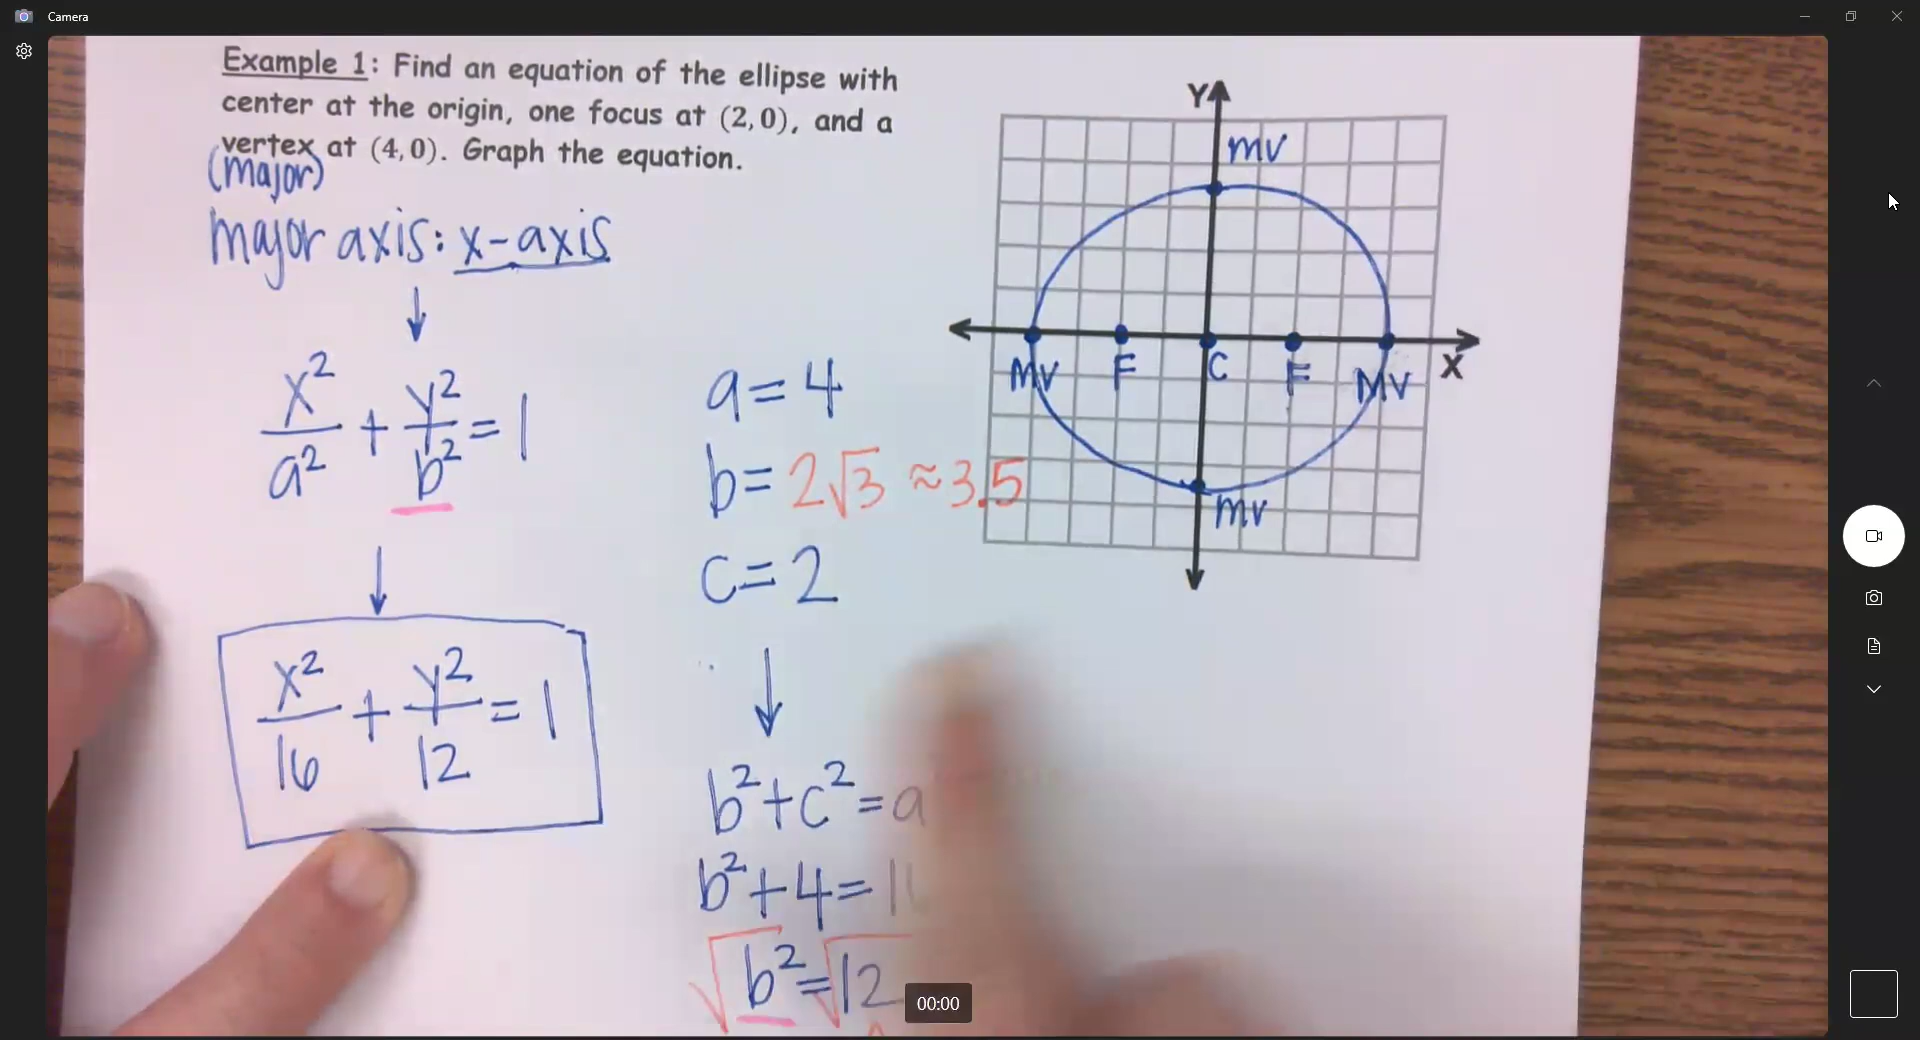 Camera
Example 1: Find an equation of the ellipse with
center at the origin, one focus at (2,0), and a
vertex at (4,0). Graph the equation.
(major)
major axis: x-axis
↓
x²/a² + y²/b² = 1
↓
x²/16 + y²/12 = 1
a = 4
b = 2√3 ≈ 3.5
c = 2
↓
b² + c² = a
b² + 4 = 1
√b² = √12
Y
mv
Mv F C F Mv X
mv
00:00